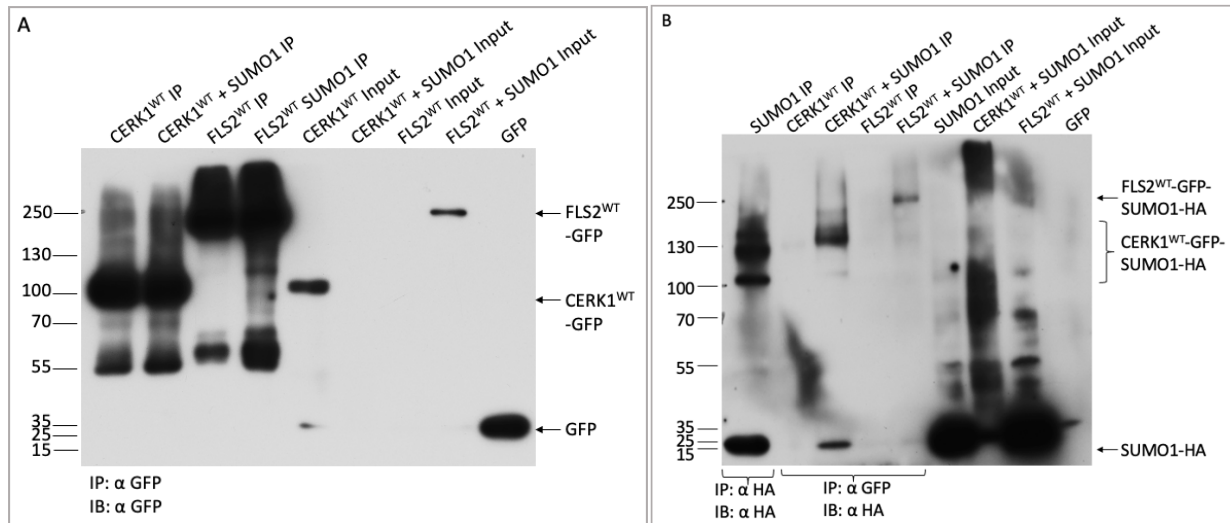 A
CERK1WT IP
CERK1WT + SUMO1 IP
FLS2WT IP
FLS2WT SUMO1 IP
CERK1WT Input
CERK1WT + SUMO1 Input
FLS2WT Input
FLS2WT + SUMO1 Input
GFP
250
130
100
70
55
35
25
15
FLS2WT
-GFP
CERK1WT
-GFP
GFP
IP: α GFP
IB: α GFP
B
SUMO1 IP
CERK1WT IP
CERK1WT + SUMO1 IP
FLS2WT IP
FLS2WT + SUMO1 IP
SUMO1 Input
CERK1WT + SUMO1 Input
FLS2WT + SUMO1 Input
GFP
250
130
100
70
55
35
25
15
FLS2WT-GFP-
SUMO1-HA
CERK1WT-GFP-
SUMO1-HA
SUMO1-HA
IP: α HA
IB: α HA
IP: α GFP
IB: α HA